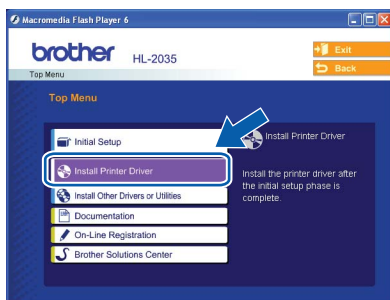 Macromedia Flash Player 6
brother HL-2035
Exit
Back
Top Menu
Top Menu
Initial Setup
Install Printer Driver
Install Other Drivers or Utilities
Documentation
On-Line Registration
Brother Solutions Center
Install Printer Driver
Install the printer driver after
the initial setup phase is
complete.